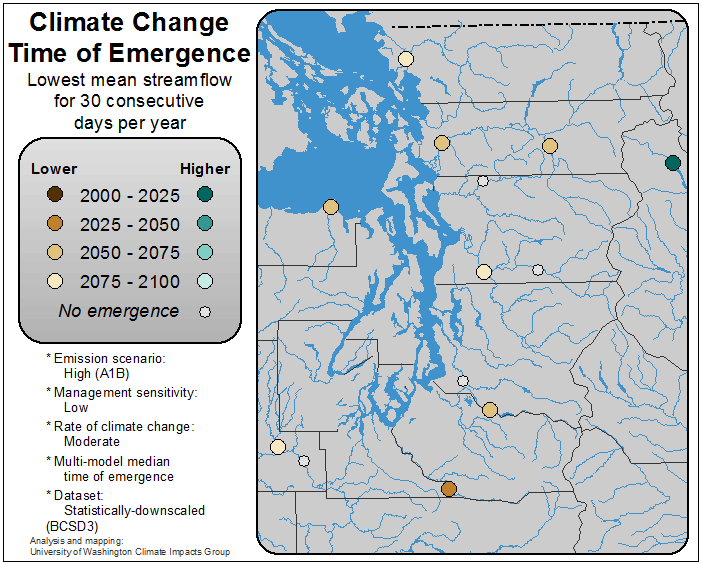 Climate Change
Time of Emergence
Lowest mean streamflow
for 30 consecutive
days per year
Lower Higher
2000 - 2025
2025 - 2050
2050 - 2075
2075 - 2100
No emergence
* Emission scenario:
High (A1B)
* Management sensitivity:
Low
* Rate of climate change:
Moderate
* Multi-model median
time of emergence
* Dataset:
Statistically-downscaled
(BCSD3)
Analysis and mapping:
University of Washington Climate Impacts Group